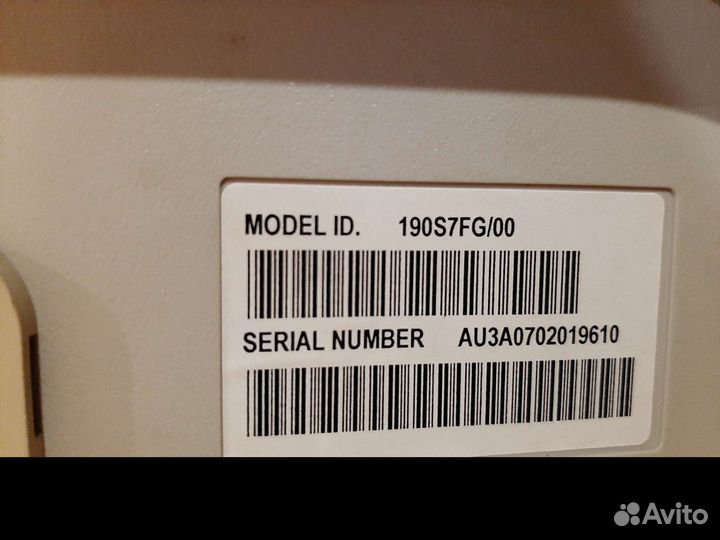 MODEL ID. 190S7FG/00
SERIAL NUMBER AU3A0702019610
Avito